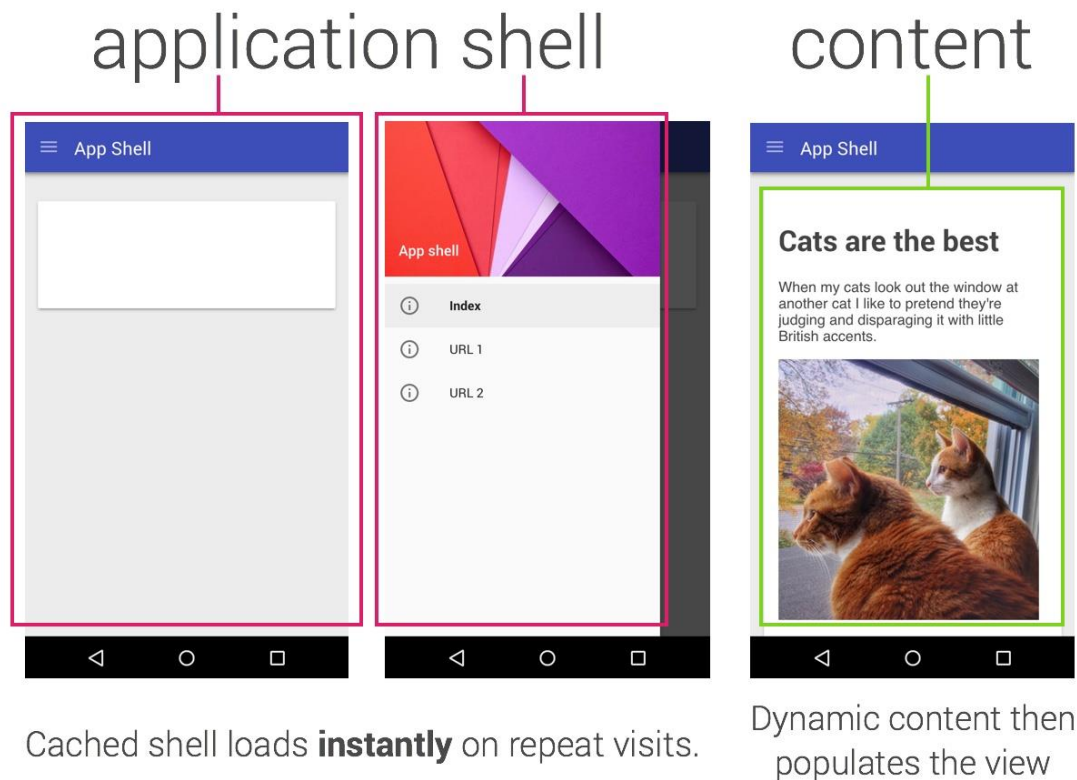 application shell
content
App Shell
App shell
Index
URL 1
URL 2
App Shell
Cats are the best
When my cats look out the window at
another cat I like to pretend they're
judging and disparaging it with little
British accents.
Cached shell loads instantly on repeat visits.
Dynamic content then
populates the view